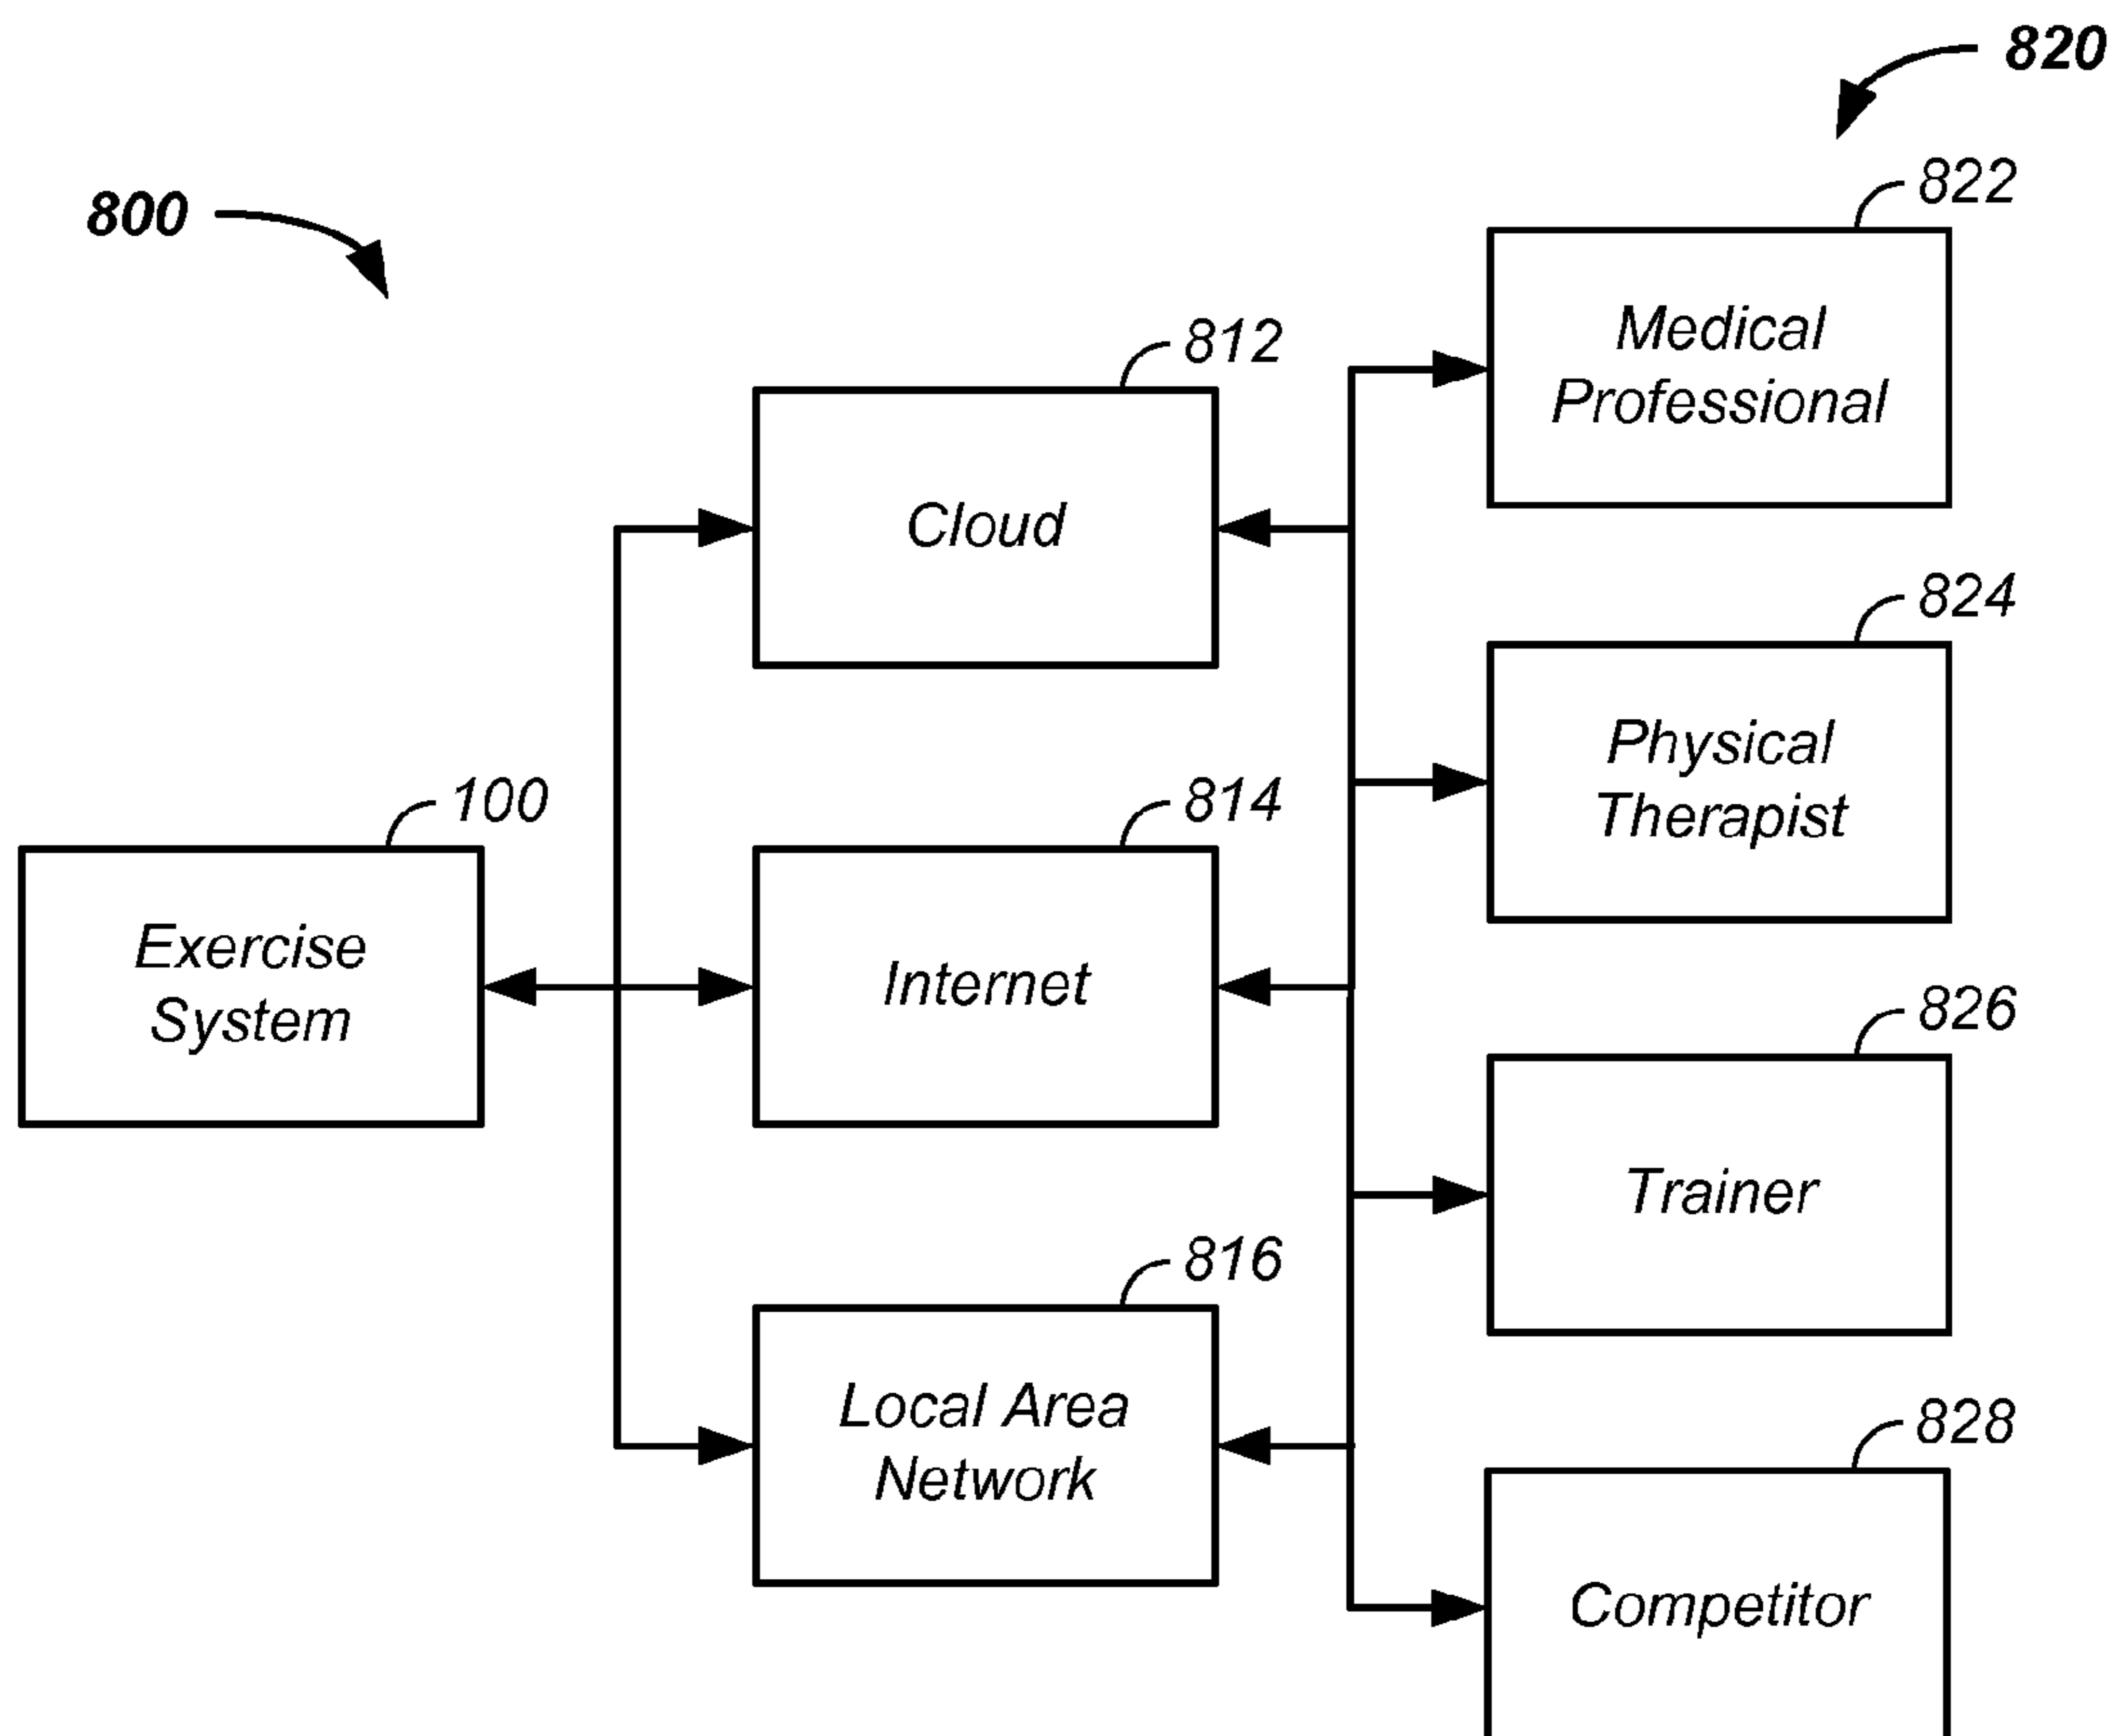 820
800
822
Medical
Professional
812
Cloud
824
Physical
Therapist
100
Exercise
System
814
Internet
826
Trainer
816
Local Area
Network
828
Competitor